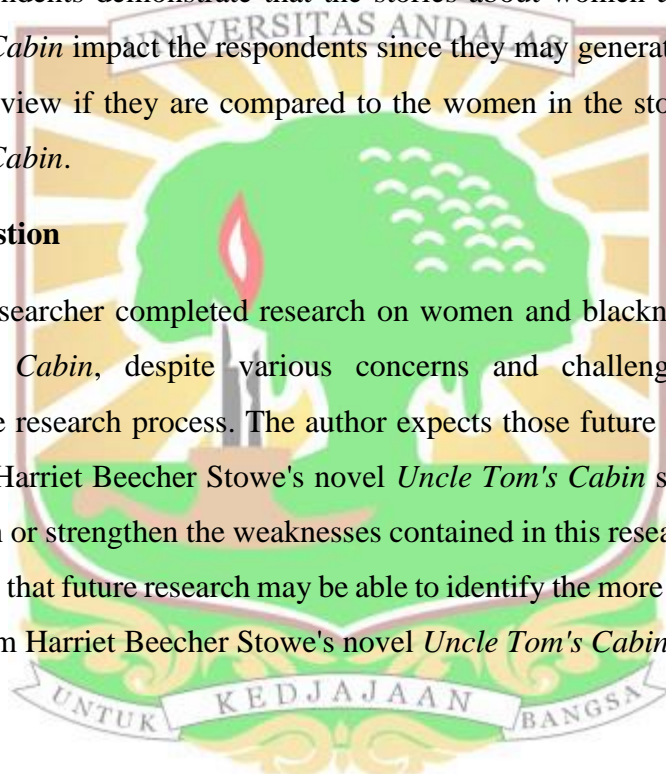 ndents demonstrate that the stories about women a
UNIVERSITAS ANDALAS
Cabin impact the respondents since they may generat
view if they are compared to the women in the sto
Cabin.
stion
searcher completed research on women and blackn
Cabin, despite various concerns and challeng
e research process. The author expects those future
Harriet Beecher Stowe's novel Uncle Tom's Cabin s
n or strengthen the weaknesses contained in this resea
that future research may be able to identify the more
m Harriet Beecher Stowe's novel Uncle Tom's Cabin
UNTUK KEDJAJAAN BANGSA